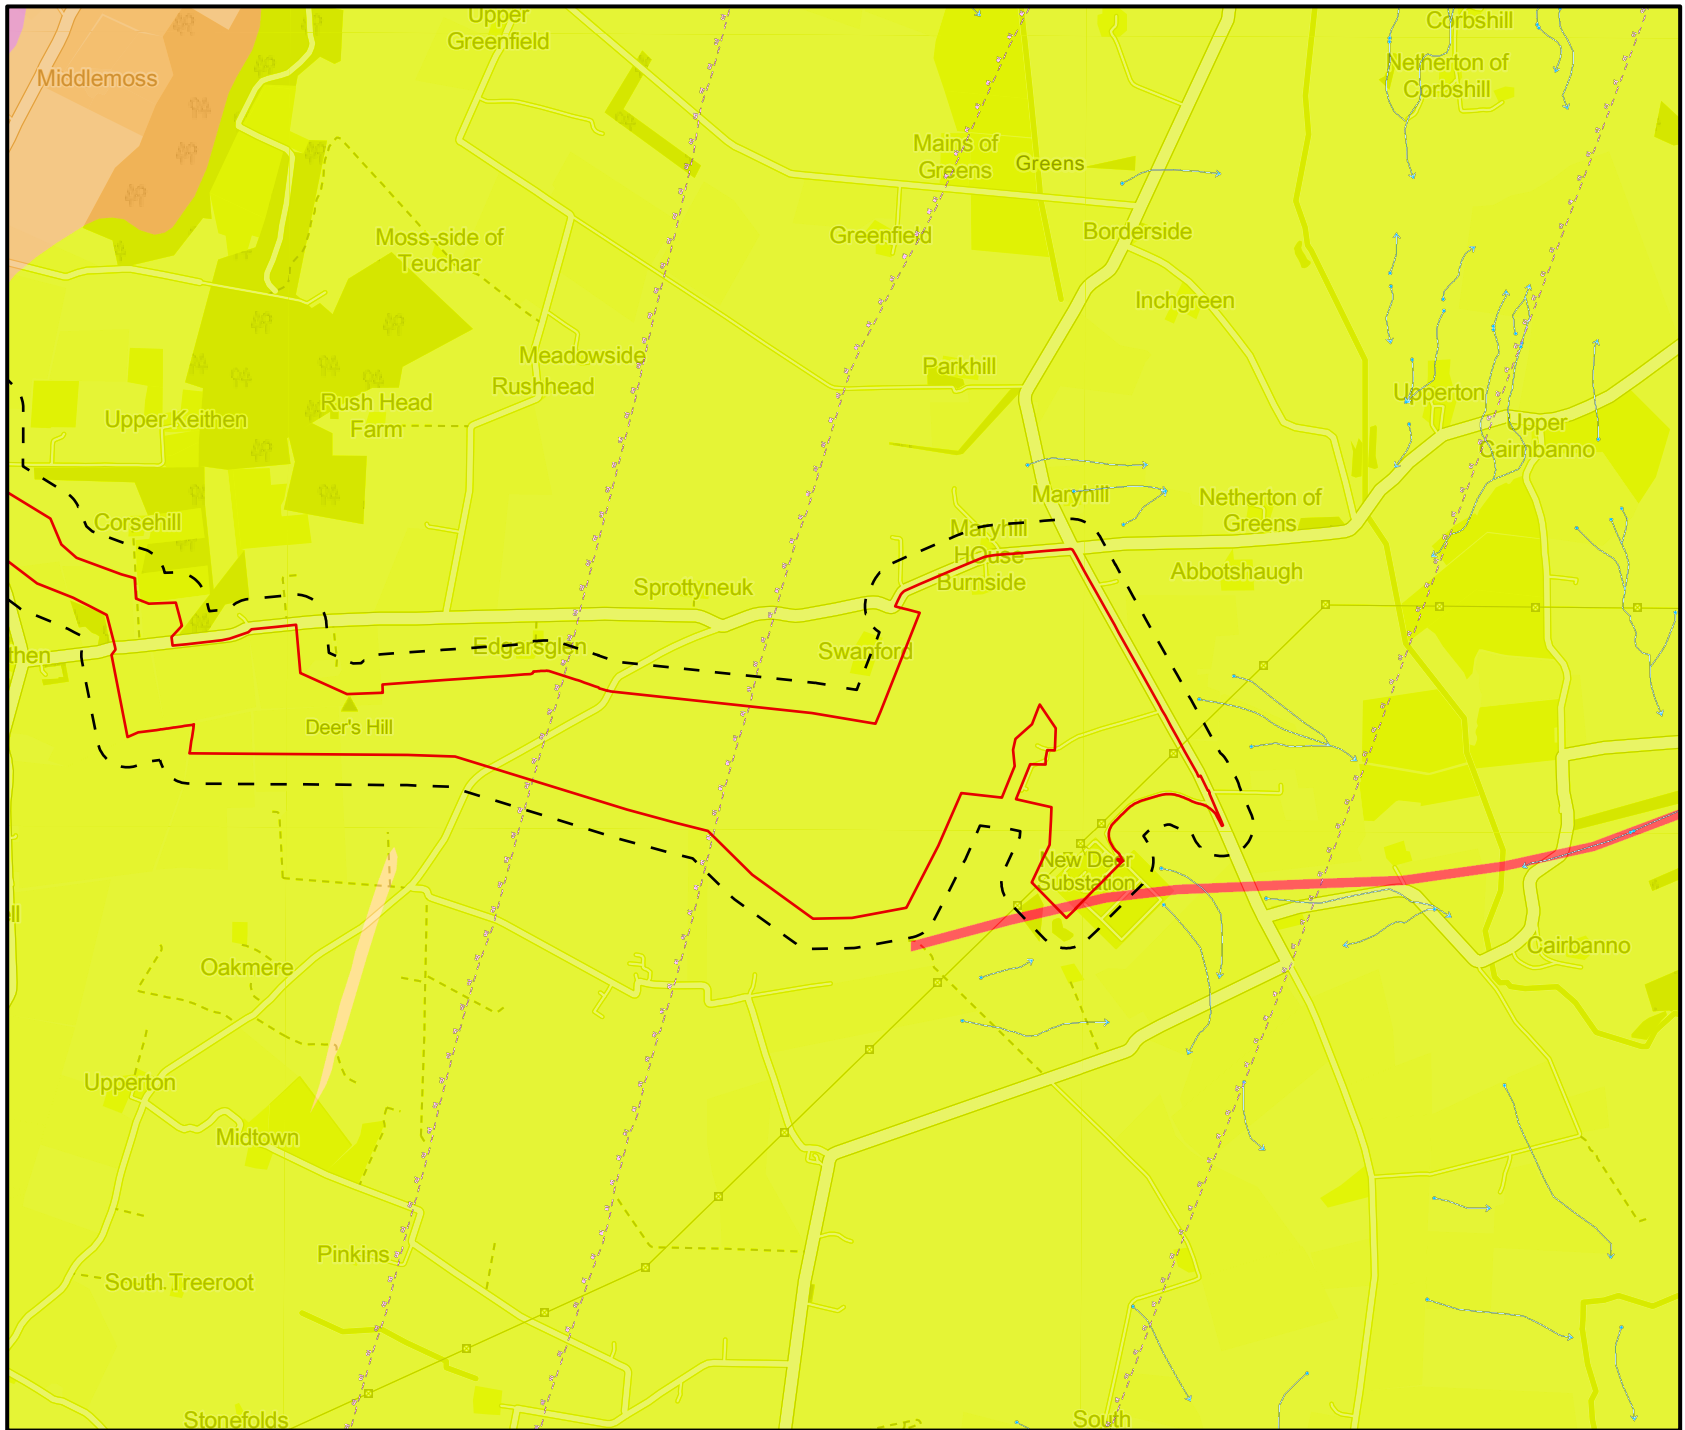 Upper
Greenfield
Corbshill
Middlemoss
Netherton of
Corbshill
Mains of
Greens
Greens
Moss-side of
Teuchar
Greenfield
Borderside
Inchgreen
Meadowside
Rushhead
Parkhill
Upperton
Rush Head
Farm
Upper Keithen
Upper
Cairnbanno
Corsehill
Maryhill
Netherton of
Greens
Maryhill
HOuse
Burnside
Abbotshaugh
Sprottyneuk
then
Edgarsglen
Swanford
Deer's Hill
New Deer
Substation
ell
Oakmere
Cairbanno
Upperton
Midtown
Pinkins
South Treeroot
Stonefolds
South